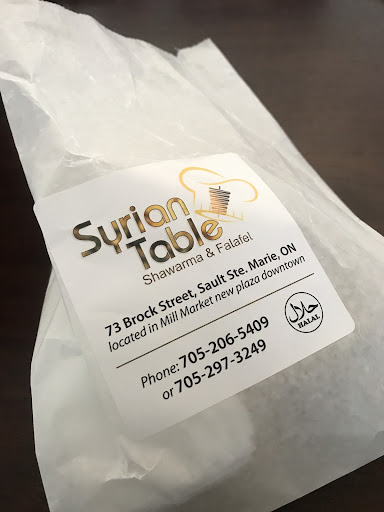 Syrian
Table
Shawarma & Falafel
73 Brock Street, Sault Ste. Marie, ON
located in Mill Market new plaza downtown
Phone: 705-206-5409
or 705-297-3249
حلال
HALAL